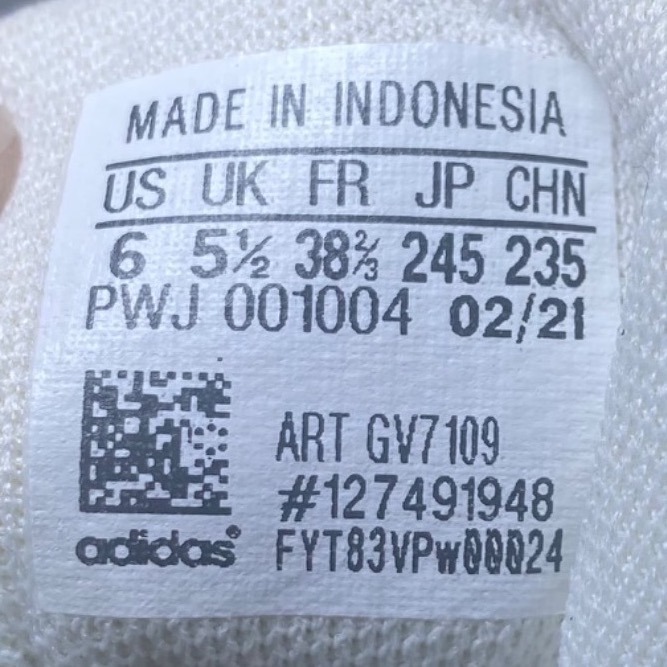 MADE IN INDONESIA
US UK FR JP CHN
6 5½ 38⅔ 245 235
PWJ 001004 02/21
ART GV7109
#127491948
adidas® FYT83VPw00024